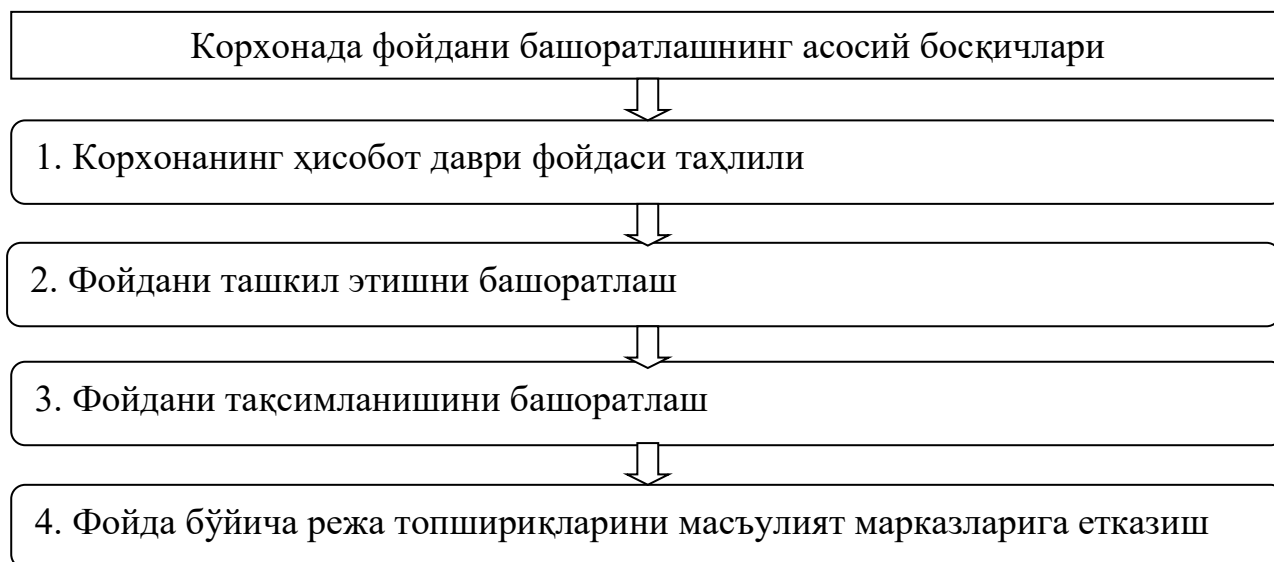 Корхонада фойдани башоратлашнинг асосий босқичлари
1. Корхонанинг ҳисобот даври фойдаси таҳлили
2. Фойдани ташкил этишни башоратлаш
3. Фойдани тақсимланишини башоратлаш
4. Фойда бўйича режа топшириқларини масъулият марказларига етказиш